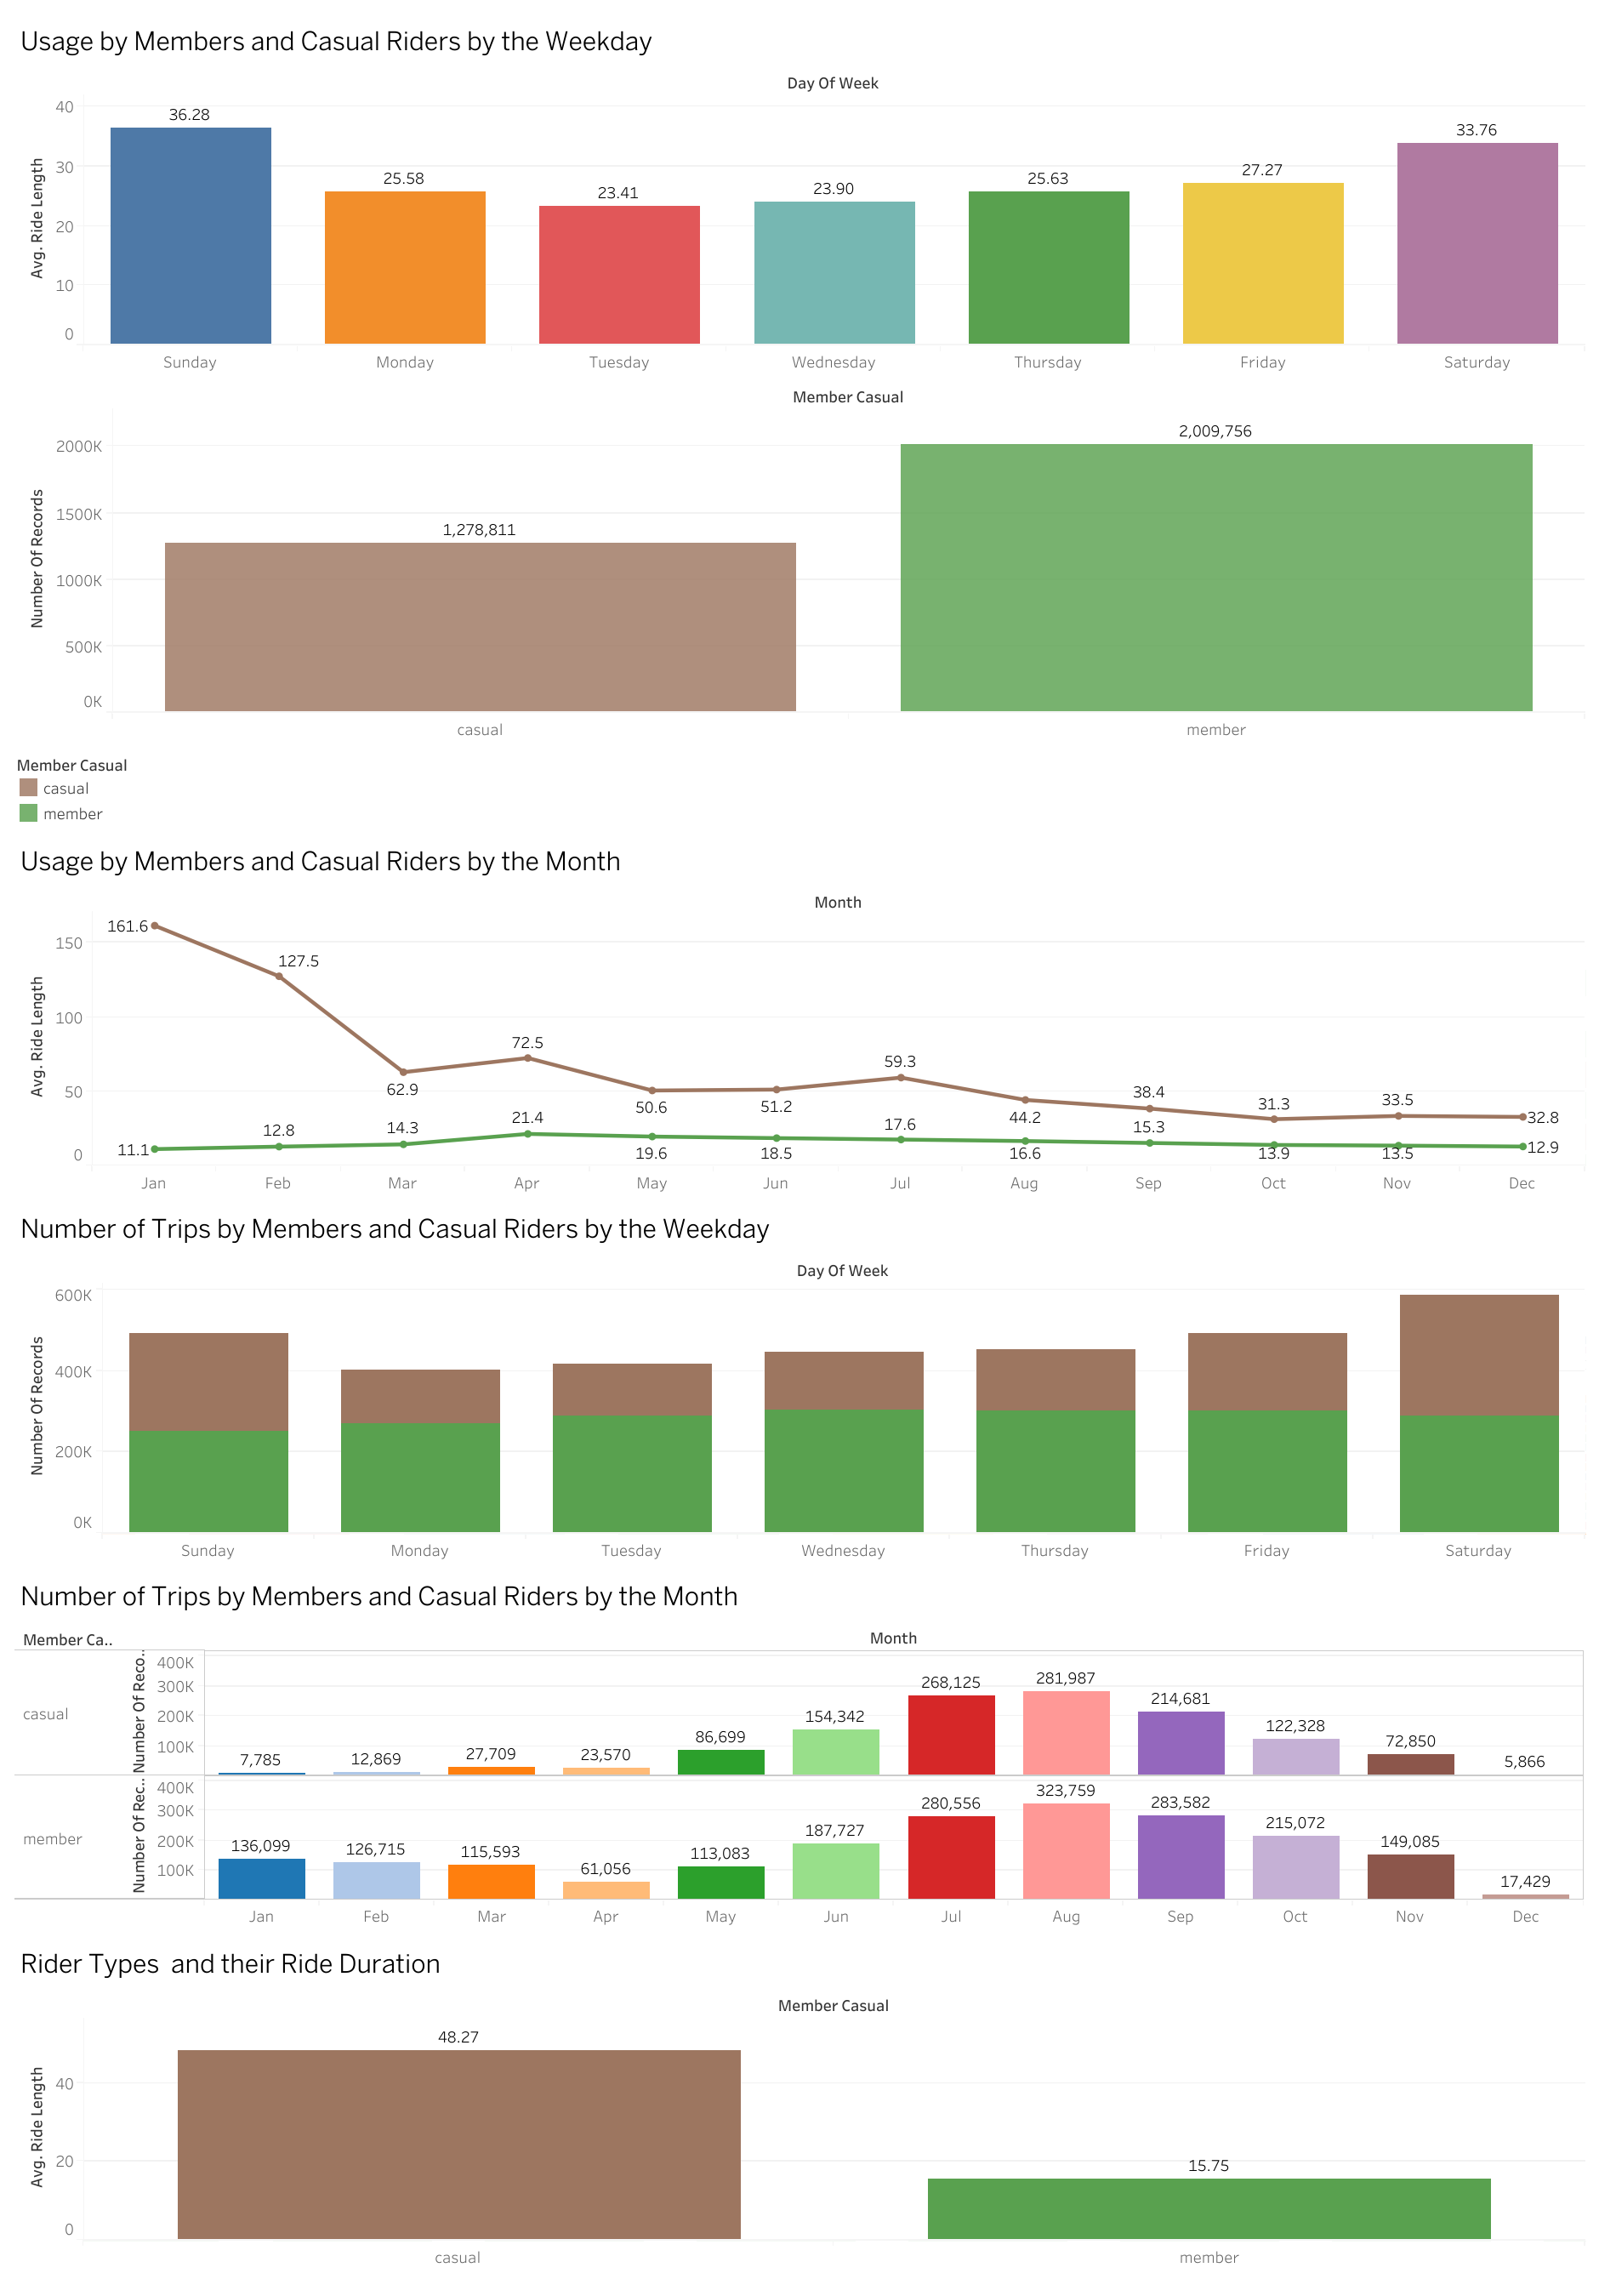 Usage by Members and Casual Riders by the Weekday
Day Of Week
Avg. Ride Length
40
30
20
10
0
36.28
25.58
23.41
23.90
25.63
27.27
33.76
Sunday Monday Tuesday Wednesday Thursday Friday Saturday
Member Casual
Number Of Records
2000K
1500K
1000K
500K
0K
1,278,811
2,009,756
casual member
Member Casual
casual
member
Usage by Members and Casual Riders by the Month
Month
Avg. Ride Length
150
100
50
0
161.6
127.5
62.9
72.5
50.6
51.2
59.3
44.2
38.4
31.3
33.5
32.8
11.1
12.8
14.3
21.4
19.6
18.5
17.6
16.6
15.3
13.9
13.5
12.9
Jan Feb Mar Apr May Jun Jul Aug Sep Oct Nov Dec
Number of Trips by Members and Casual Riders by the Weekday
Day Of Week
Number Of Records
600K
400K
200K
0K
Sunday Monday Tuesday Wednesday Thursday Friday Saturday
Number of Trips by Members and Casual Riders by the Month
Member Ca..
Month
casual
Number Of Reco..
400K
300K
200K
100K
7,785
12,869
27,709
23,570
86,699
154,342
268,125
281,987
214,681
122,328
72,850
5,866
member
Number Of Rec..
400K
300K
200K
100K
136,099
126,715
115,593
61,056
113,083
187,727
280,556
323,759
283,582
215,072
149,085
17,429
Jan Feb Mar Apr May Jun Jul Aug Sep Oct Nov Dec
Rider Types  and their Ride Duration
Member Casual
Avg. Ride Length
40
20
0
48.27
15.75
casual member